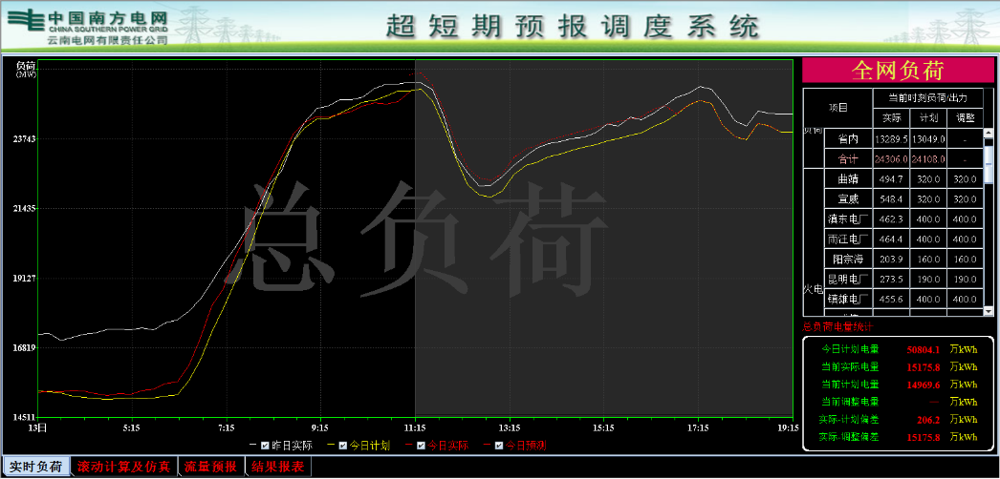 中国南方电网
CHINA SOUTHERN POWER GRID
云南电网有限责任公司
超短期预报调度系统
负荷
(MW)
23743
21435
19127
16819
14511
13日 5:15 7:15 9:15 11:15 13:15 15:15 17:15 19:15
总负荷
昨日实际 今日计划 今日实际 今日预测
全网负荷
项目 当前时刻负荷/出力
实际 计划 调整
负荷
省内 13289.5 13049.0 -
合计 24306.0 24108.0 -
火电
曲靖 494.7 320.0 320.0
宣威 548.4 320.0 320.0
滇东电厂 462.3 400.0 400.0
雨汪电厂 464.4 400.0 400.0
阳宗海 203.9 160.0 160.0
昆明电厂 273.5 190.0 190.0
镇雄电厂 455.6 400.0 400.0
总负荷电量统计
今日计划电量 50804.1 万kWh
当前实际电量 15175.8 万kWh
当前计划电量 14969.6 万kWh
当前调整电量 — 万kWh
实际-计划偏差 206.2 万kWh
实际-调整偏差 15175.8 万kWh
实时负荷 滚动计算及仿真 流量预报 结果报表